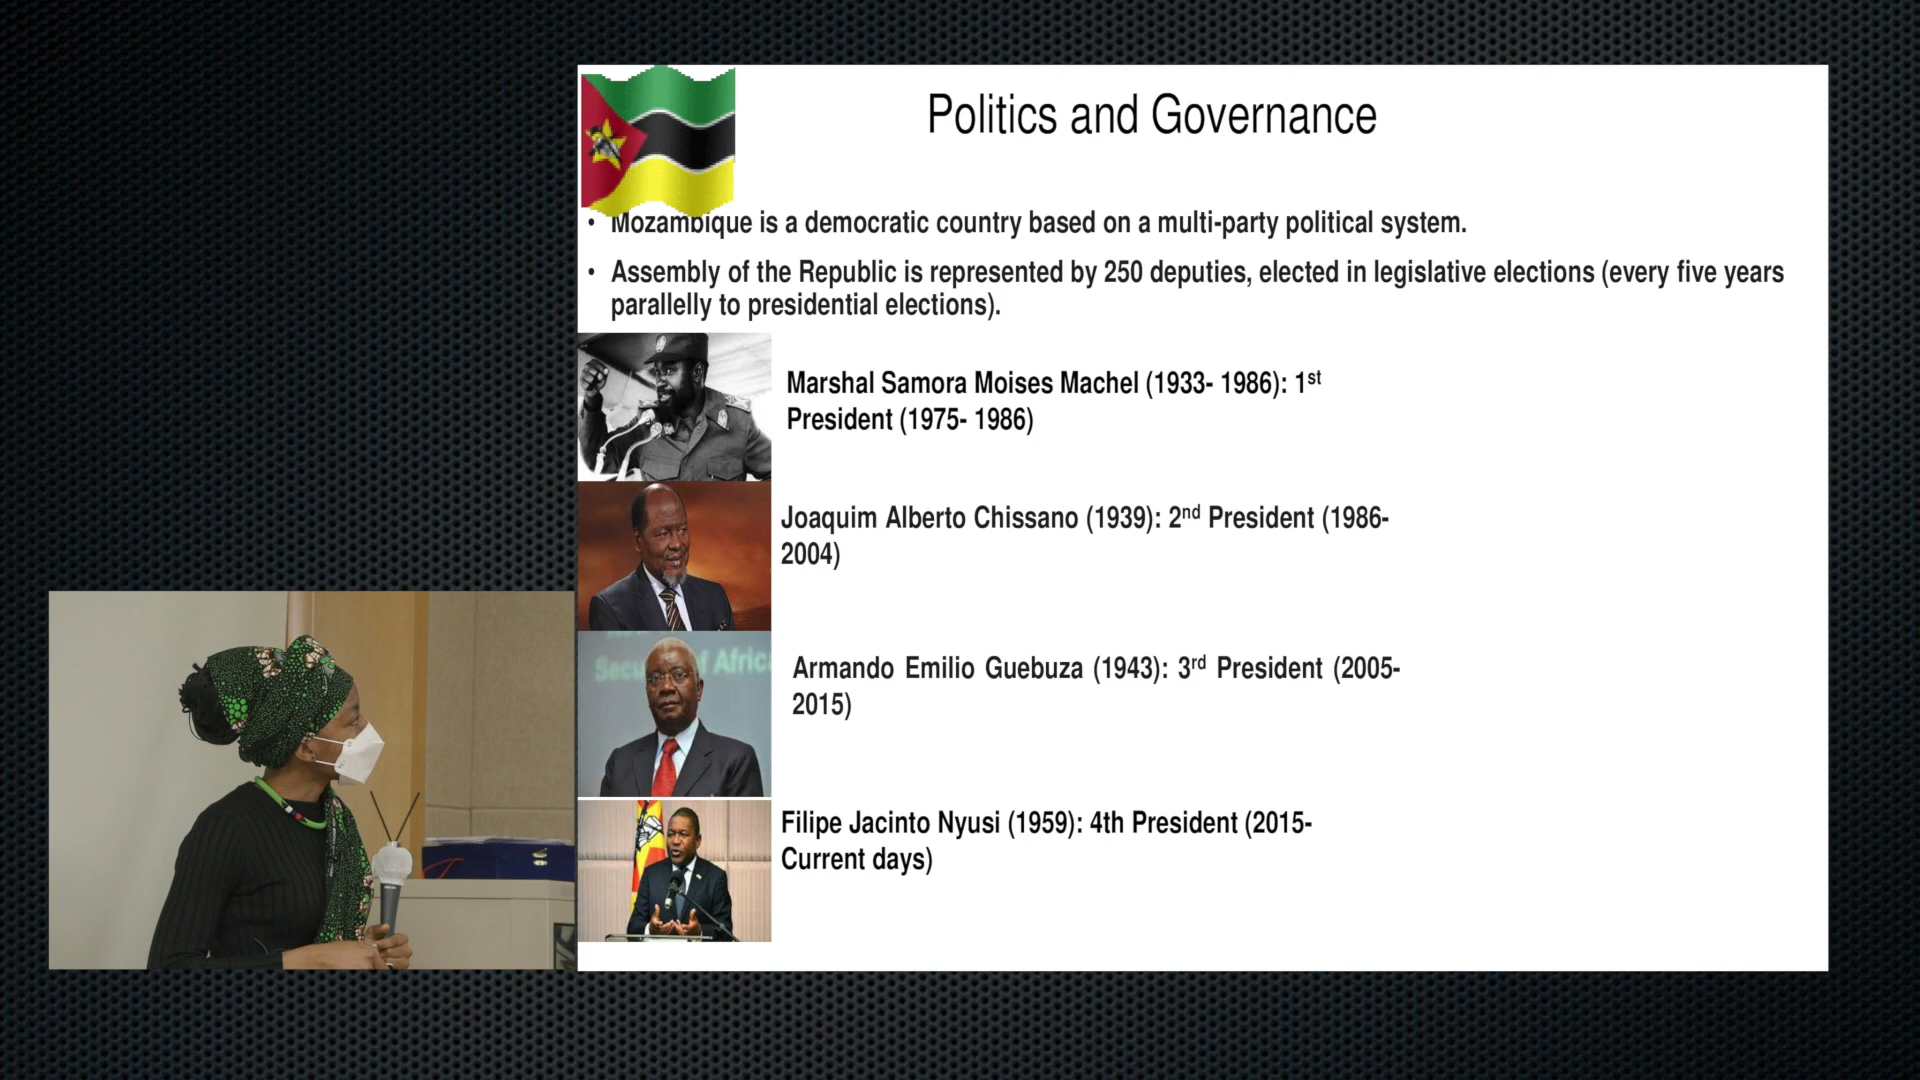 Politics and Governance
• Mozambique is a democratic country based on a multi-party political system.
• Assembly of the Republic is represented by 250 deputies, elected in legislative elections (every five years
parallelly to presidential elections).
Marshal Samora Moises Machel (1933- 1986): 1st
President (1975- 1986)
Joaquim Alberto Chissano (1939): 2nd President (1986-
2004)
Armando Emilio Guebuza (1943): 3rd President (2005-
2015)
Filipe Jacinto Nyusi (1959): 4th President (2015-
Current days)